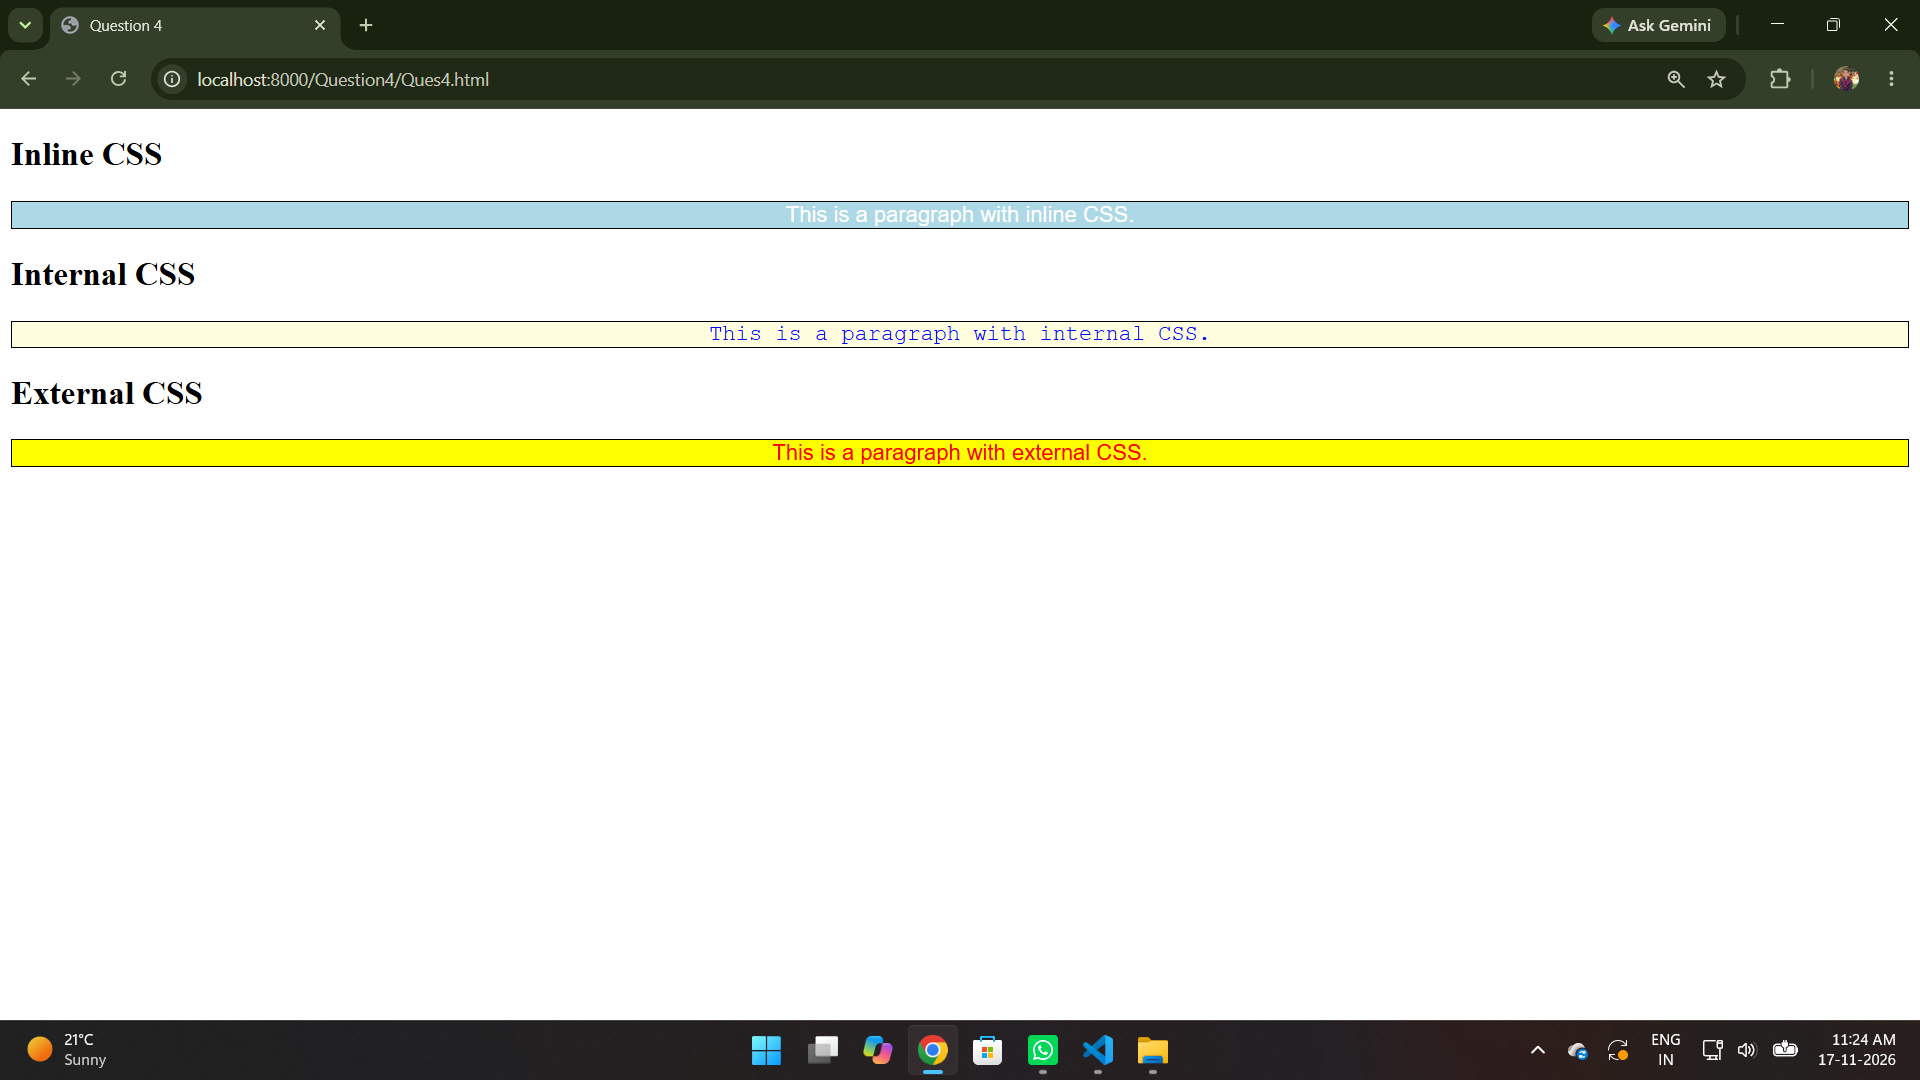 Question 4
Ask Gemini
localhost:8000/Question4/Ques4.html
Inline CSS
This is a paragraph with inline CSS.
Internal CSS
This is a paragraph with internal CSS.
External CSS
This is a paragraph with external CSS.
21°C
Sunny
ENG
IN
11:24 AM
17-11-2026